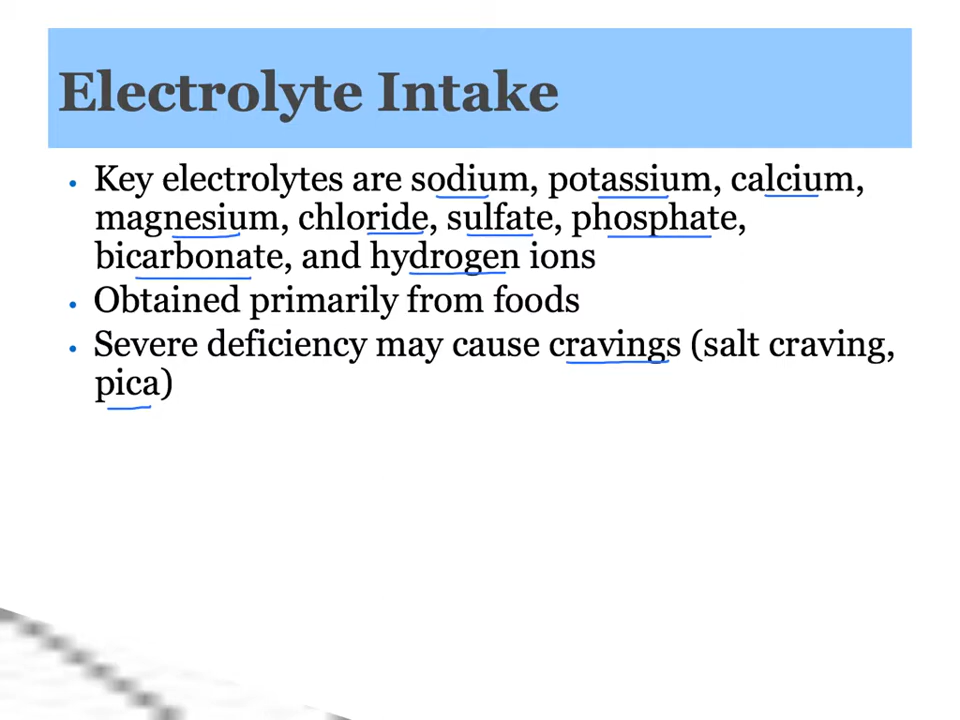 Electrolyte Intake
• Key electrolytes are sodium, potassium, calcium,
magnesium, chloride, sulfate, phosphate,
bicarbonate, and hydrogen ions
• Obtained primarily from foods
• Severe deficiency may cause cravings (salt craving,
pica)